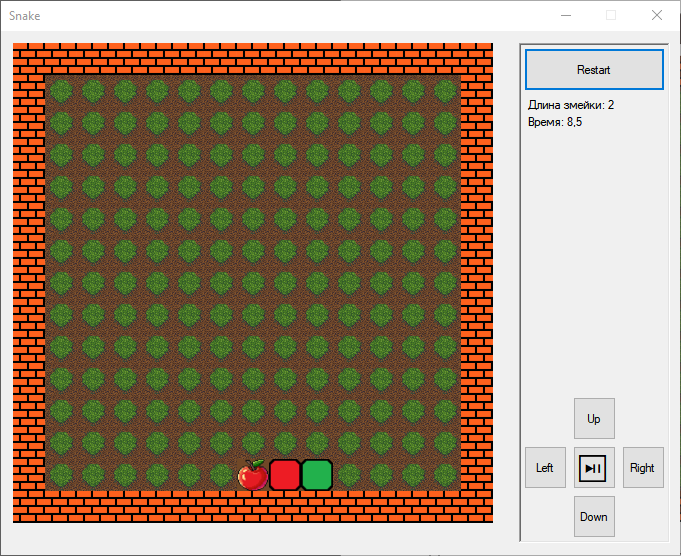 Snake
Restart
Длина змейки: 2
Время: 8,5
Up
Left
Right
Down